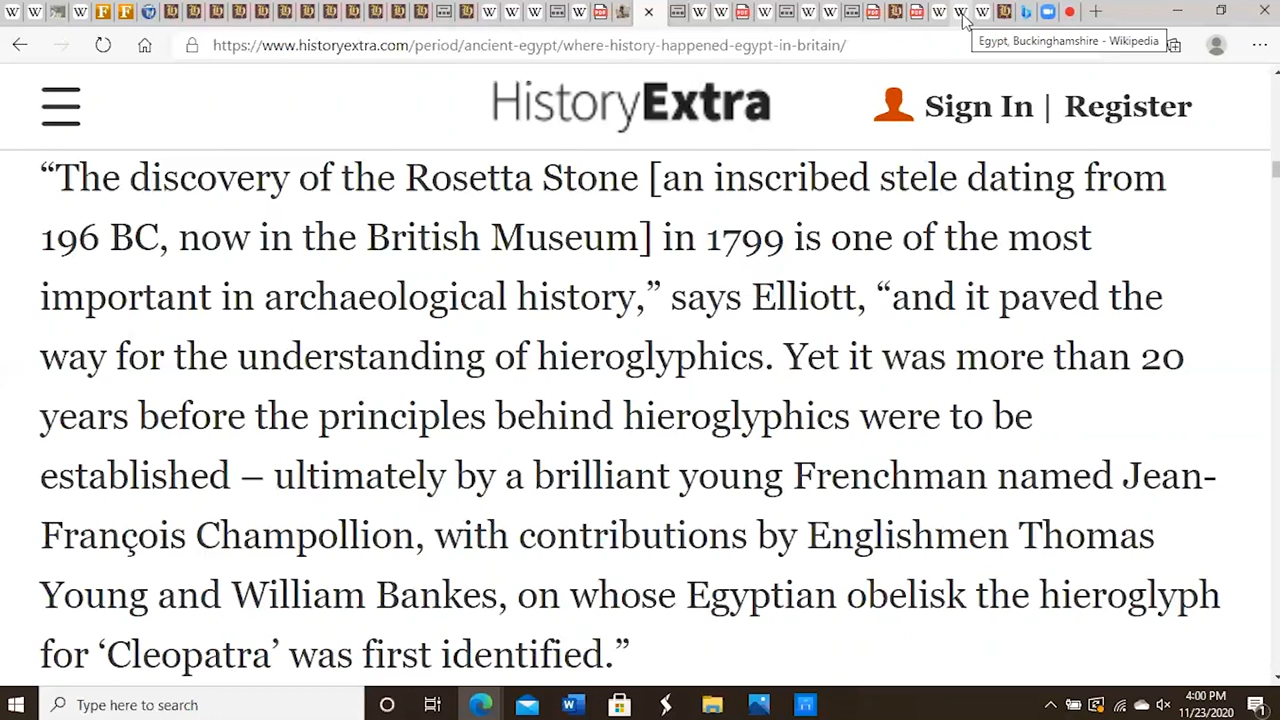 Egypt, Buckinghamshire - Wikipedia
https://www.historyextra.com/period/ancient-egypt/where-history-happened-egypt-in-britain/
HistoryExtra
Sign In | Register
“The discovery of the Rosetta Stone [an inscribed stele dating from
196 BC, now in the British Museum] in 1799 is one of the most
important in archaeological history,” says Elliott, “and it paved the
way for the understanding of hieroglyphics. Yet it was more than 20
years before the principles behind hieroglyphics were to be
established – ultimately by a brilliant young Frenchman named Jean-
François Champollion, with contributions by Englishmen Thomas
Young and William Bankes, on whose Egyptian obelisk the hieroglyph
for ‘Cleopatra’ was first identified.”
Type here to search
4:00 PM
11/23/2020